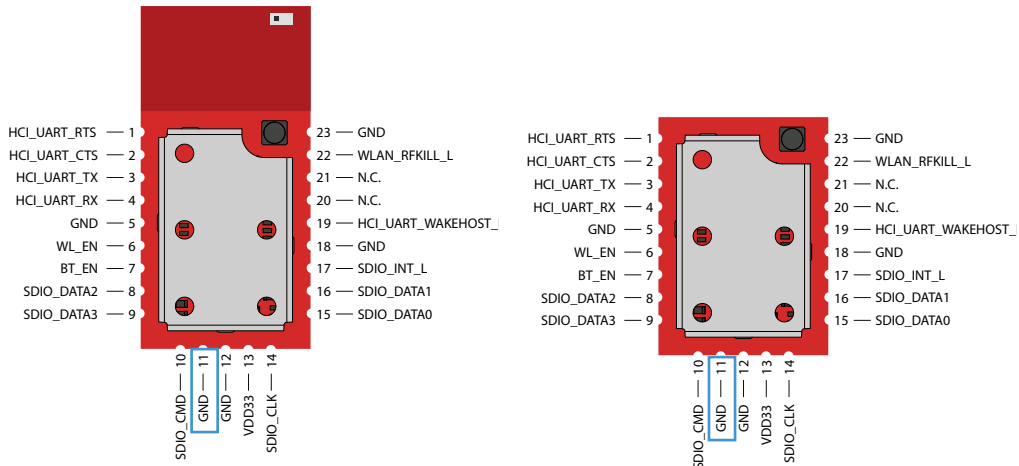 HCI_UART_RTS — 1
HCI_UART_CTS — 2
HCI_UART_TX — 3
HCI_UART_RX — 4
GND — 5
WL_EN — 6
BT_EN — 7
SDIO_DATA2 — 8
SDIO_DATA3 — 9
SDIO_CMD — 10
GND — 11
GND — 12
VDD33 — 13
SDIO_CLK — 14
23 — GND
22 — WLAN_RFKILL_L
21 — N.C.
20 — N.C.
19 — HCI_UART_WAKEHOST_
18 — GND
17 — SDIO_INT_L
16 — SDIO_DATA1
15 — SDIO_DATA0
HCI_UART_RTS — 1
HCI_UART_CTS — 2
HCI_UART_TX — 3
HCI_UART_RX — 4
GND — 5
WL_EN — 6
BT_EN — 7
SDIO_DATA2 — 8
SDIO_DATA3 — 9
SDIO_CMD — 10
GND — 11
GND — 12
VDD33 — 13
SDIO_CLK — 14
23 — GND
22 — WLAN_RFKILL_L
21 — N.C.
20 — N.C.
19 — HCI_UART_WAKEHOST_
18 — GND
17 — SDIO_INT_L
16 — SDIO_DATA1
15 — SDIO_DATA0